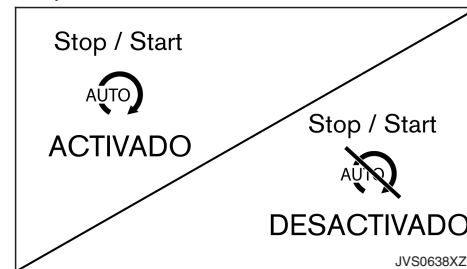 Stop / Start
AUTO
ACTIVADO
Stop / Start
AUTO
DESACTIVADO
JVS0638XZ